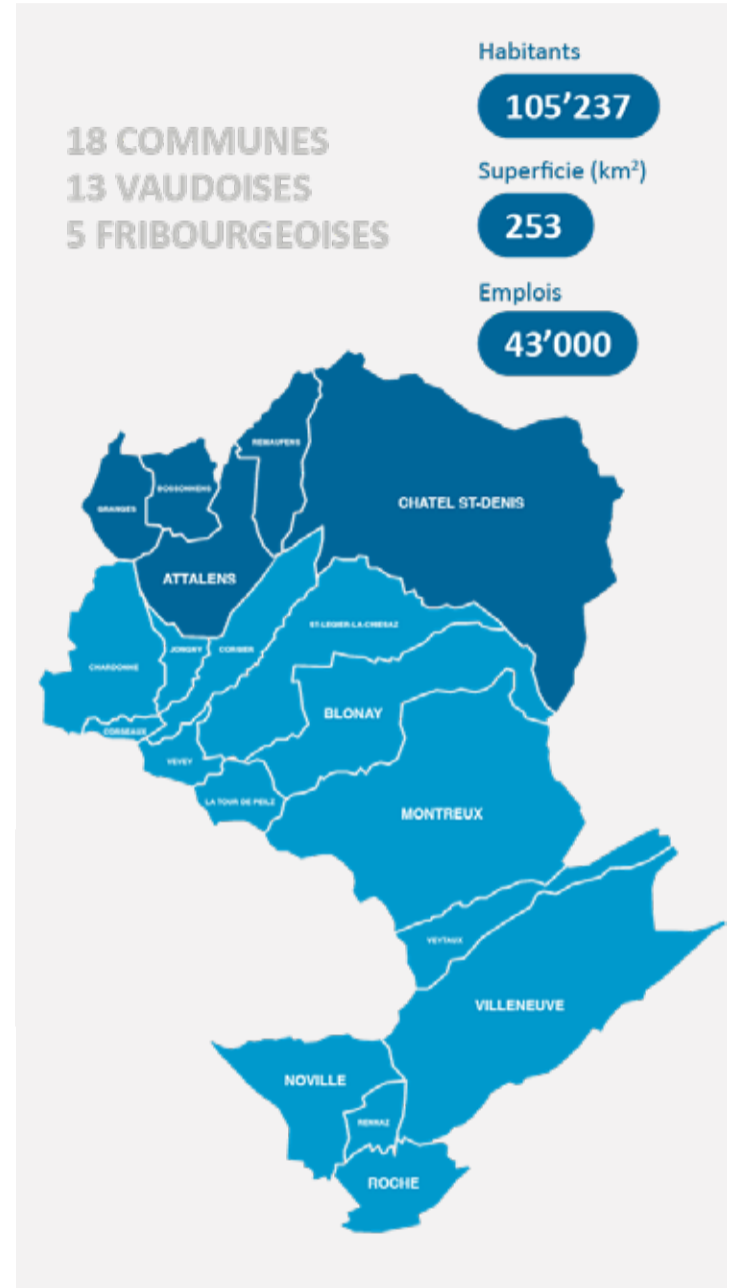 Habitants
105’237
18 COMMUNES
13 VAUDOISES
5 FRIBOURGEOISES
Superficie (km²)
253
Emplois
43’000
REMAUFENS
BOSSONNENS
GRANGES
CHATEL ST-DENIS
ATTALENS
ST-LEGIER-LA-CHIESAZ
JONGNY
CORSIER
CHARDONNE
BLONAY
CORSEAUX
VEVEY
LA TOUR DE PEILZ
MONTREUX
VEYTAUX
VILLENEUVE
NOVILLE
RENNAZ
ROCHE